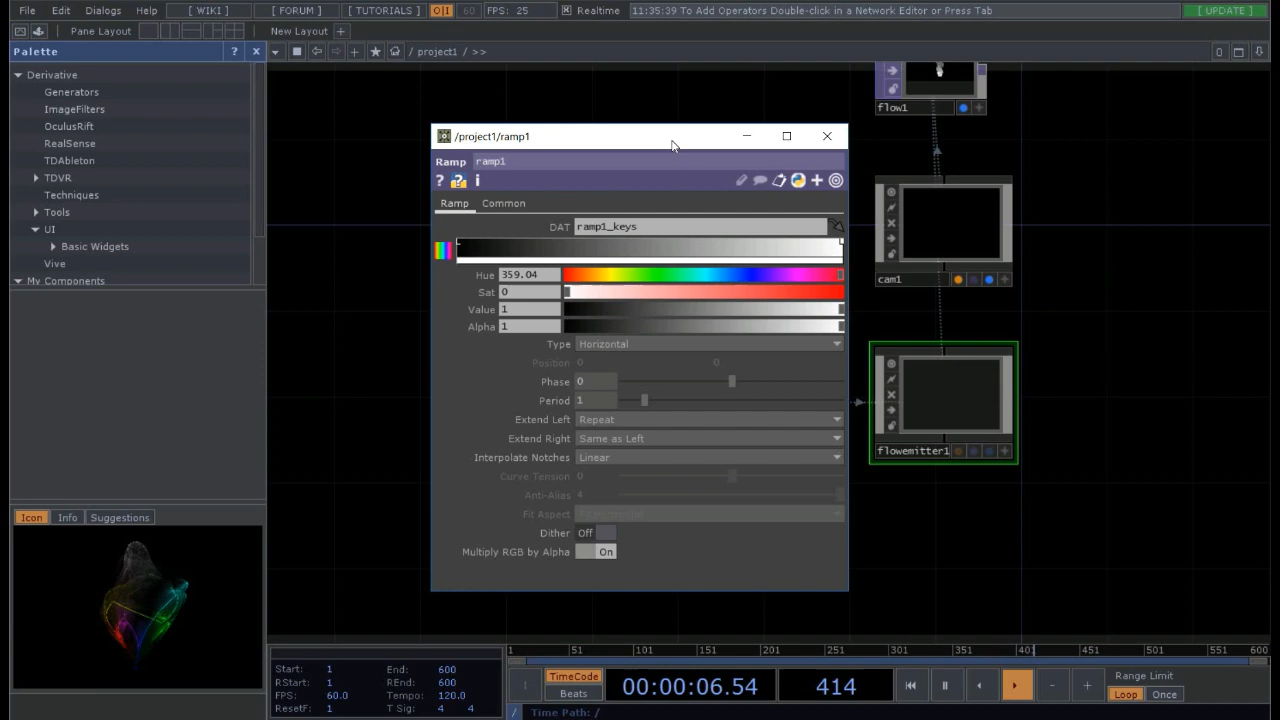 File Edit Dialogs [ WIKI ] [ FORUM ] [ TUTORIALS ] O|I 60 FPS: 25 Realtime 11:35:39 To Add Operators Double-click in a Network Editor or Press Tab [ UPDATE ]
Pane Layout New Layout +
Palette ? x / project1 / >> 0
Derivative
Generators
ImageFilters
OculusRift
RealSense
TDAbleton
TDVR
Techniques
Tools
UI
Basic Widgets
Vive
My Components
/project1/ramp1
Ramp ramp1
? ? i
Ramp Common
DAT ramp1_keys
Hue 359.04
Sat 0
Value 1
Alpha 1
Type Horizontal
Position 0 0
Phase 0
Period 1
Extend Left Repeat
Extend Right Same as Left
Interpolate Notches Linear
Curve Tension 0
Anti-Alias 4
Fit Aspect
Dither Off
Multiply RGB by Alpha On
flow1
cam1
flowemitter1
Icon Info Suggestions
1 51 101 151 201 251 301 351 401 451 501 551 600
Start: 1 End: 600
RStart: 1 REnd: 600
FPS: 60.0 Tempo: 120.0
ResetF: 1 T Sig: 4 4
TimeCode
Beats
00:00:06.54 414
Range Limit
Loop Once
/ Time Path: /